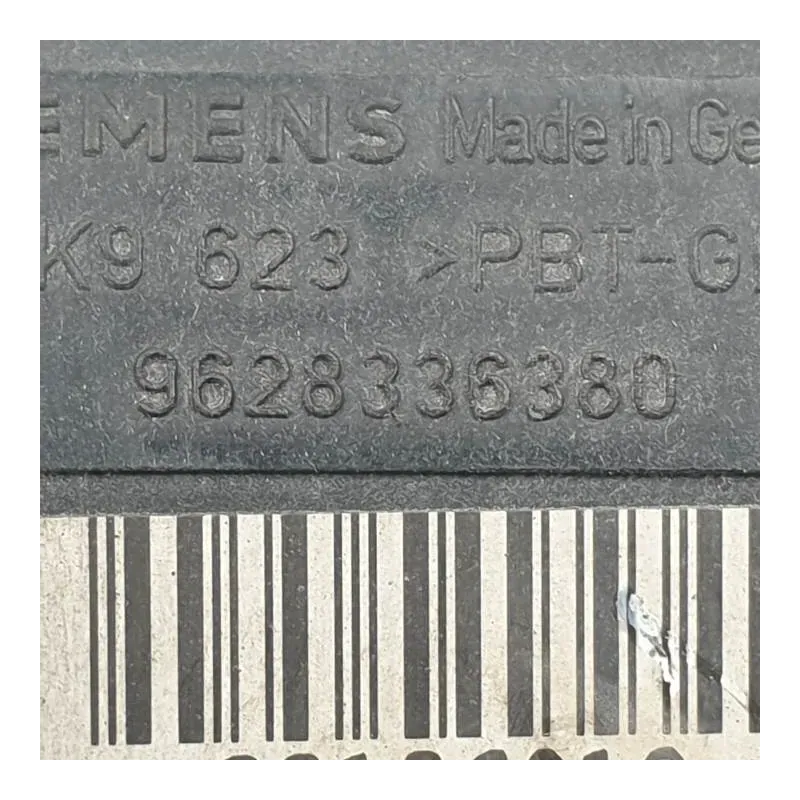 EMENS Made in Ge
K9 623 >PBT-G
9628336380